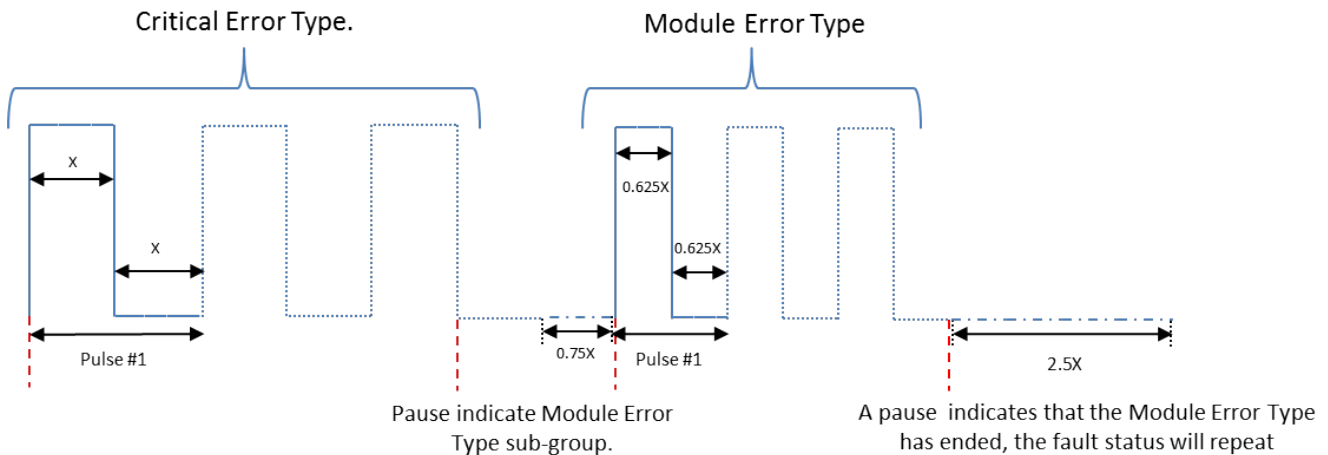 Critical Error Type.
Module Error Type
X
0.625X
X
0.625X
Pulse #1
0.75X
Pulse #1
2.5X
Pause indicate Module Error
Type sub-group.
A pause indicates that the Module Error Type
has ended, the fault status will repeat